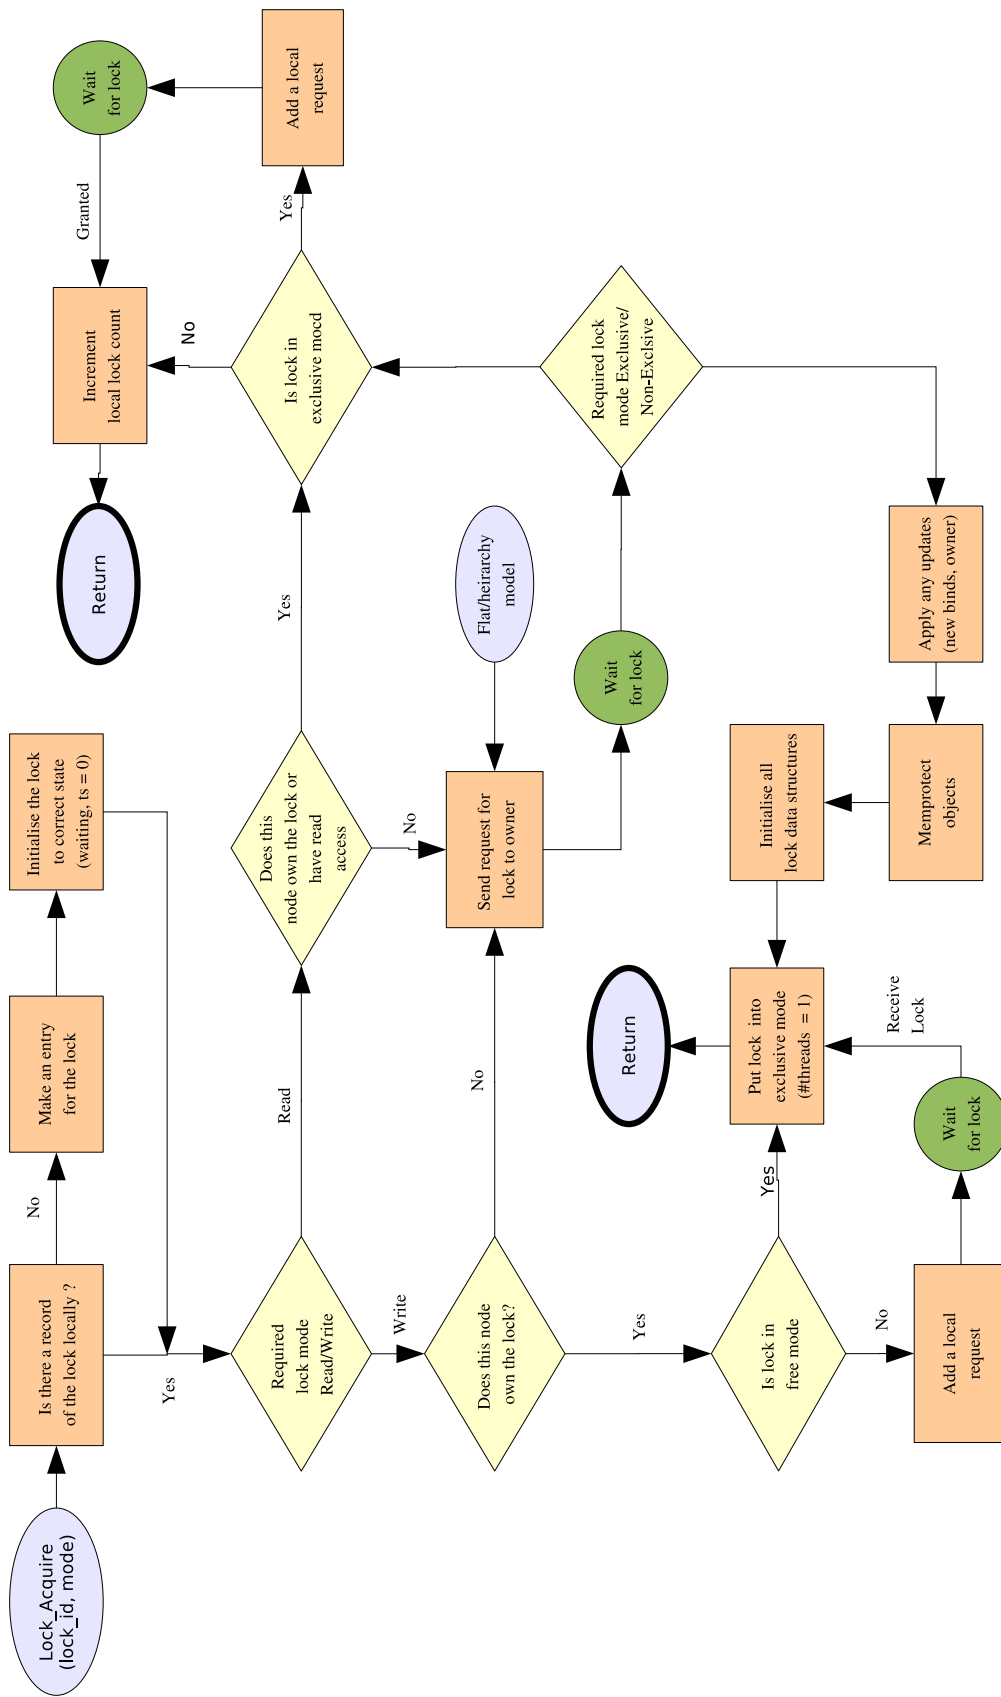 Lock_Acquire
(lock_id, mode)
Is there a record
of the lock locally ?
No
Make an entry
for the lock
Initialise the lock
to correct state
(waiting, ts = 0)
Yes
Required
lock mode
Read/Write
Read
Does this
node own the lock or
have read
access
Yes
Is lock in
exclusive mocd
Yes
Add a local
request
Wait
for lock
Granted
No
Increment
local lock count
Return
Write
Does this node
own the lock?
No
No
Send request for
lock to owner
Flat/heirarchy
model
Wait
for lock
Required lock
mode Exclusive/
Non-Exclsive
Apply any updates
(new binds, owner)
Memprotect
objects
Initialise all
lock data structures
Yes
Is lock in
free mode
Yes
Put lock  into
exclusive mode
(#threads  = 1)
Return
No
Add a local
request
Wait
for lock
Receive
Lock